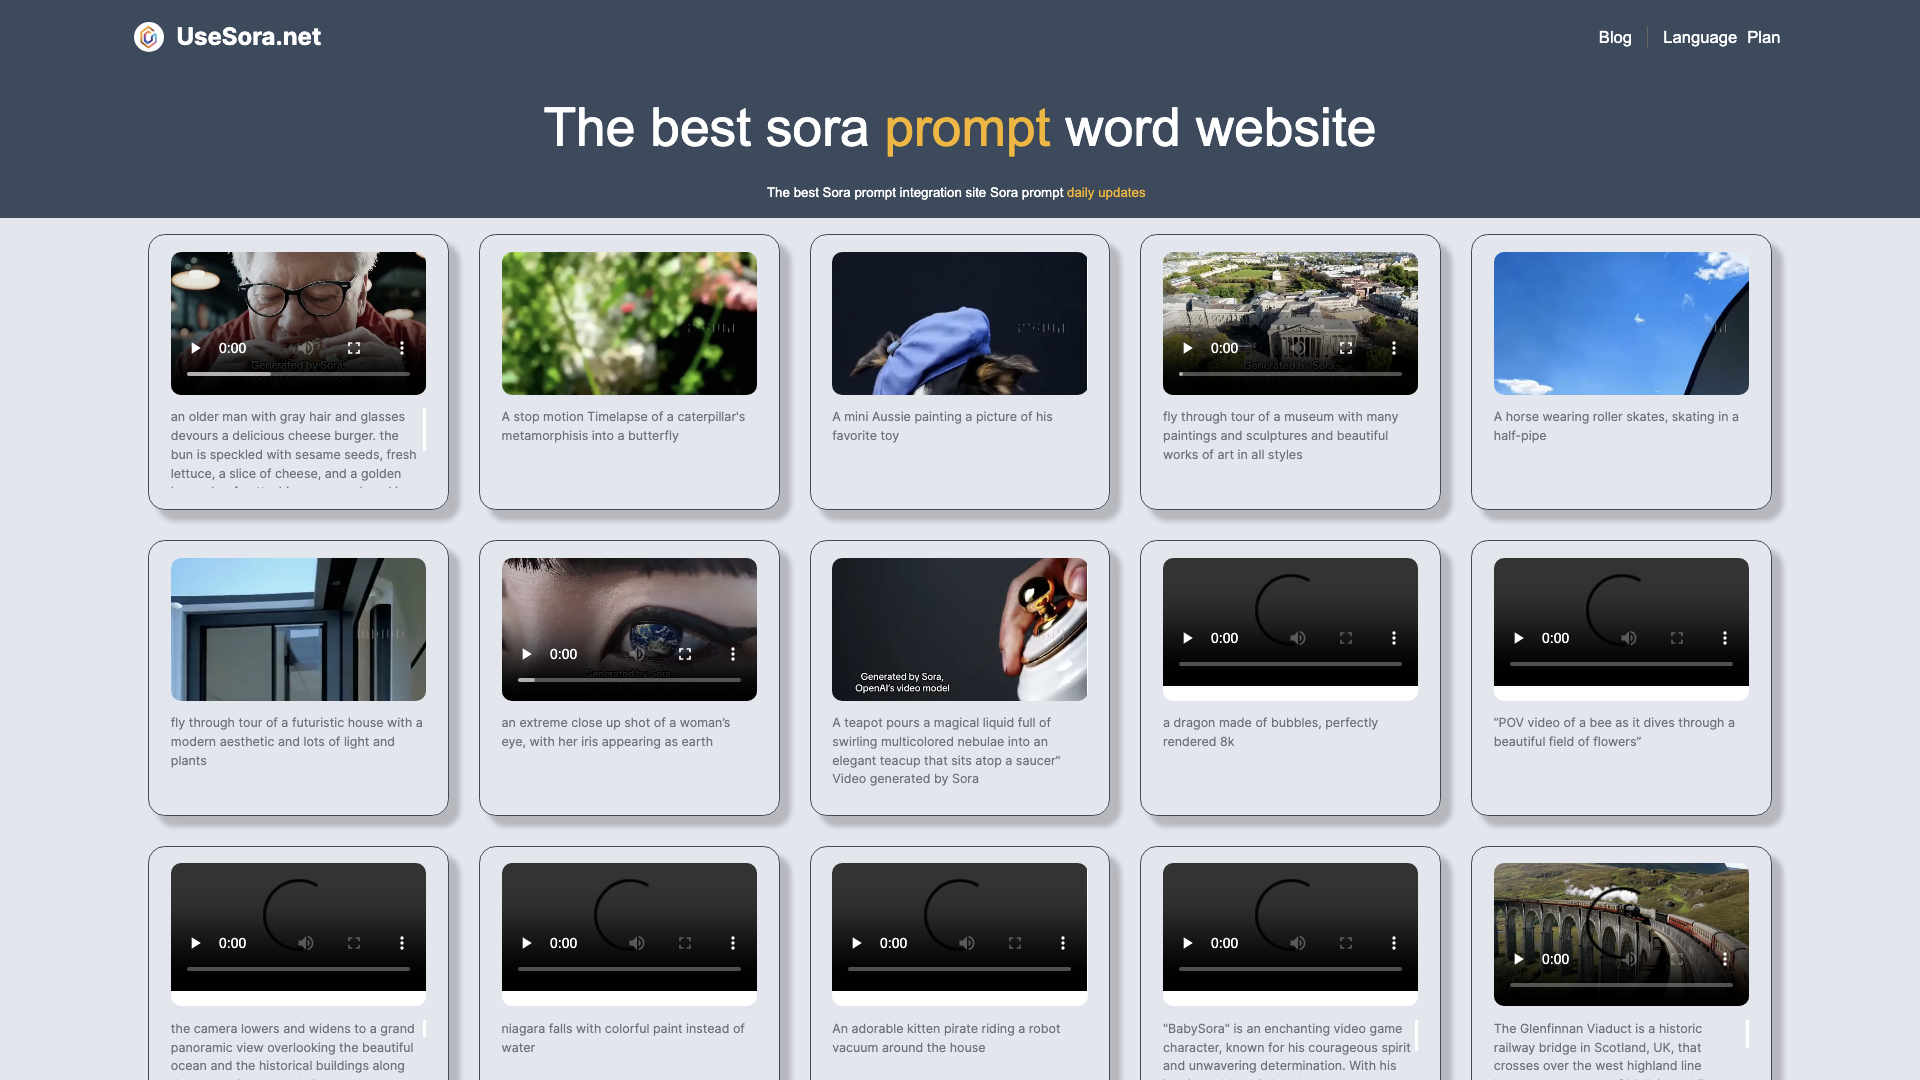 UseSora.net
Blog
Language
Plan
The best sora prompt word website
The best Sora prompt integration site Sora prompt daily updates
0:00
Generated by Sora
an older man with gray hair and glasses
devours a delicious cheese burger. the
bun is speckled with sesame seeds, fresh
lettuce, a slice of cheese, and a golden
A stop motion Timelapse of a caterpillar's
metamorphisis into a butterfly
A mini Aussie painting a picture of his
favorite toy
0:00
Generated by Sora,
fly through tour of a museum with many
paintings and sculptures and beautiful
works of art in all styles
A horse wearing roller skates, skating in a
half-pipe
fly through tour of a futuristic house with a
modern aesthetic and lots of light and
plants
0:00
Generated by Sora
an extreme close up shot of a woman's
eye, with her iris appearing as earth
Generated by Sora,
OpenAI's video model
A teapot pours a magical liquid full of
swirling multicolored nebulae into an
elegant teacup that sits atop a saucer"
Video generated by Sora
0:00
a dragon made of bubbles, perfectly
rendered 8k
0:00
“POV video of a bee as it dives through a
beautiful field of flowers”
0:00
the camera lowers and widens to a grand
panoramic view overlooking the beautiful
ocean and the historical buildings along
0:00
niagara falls with colorful paint instead of
water
0:00
An adorable kitten pirate riding a robot
vacuum around the house
0:00
"BabySora" is an enchanting video game
character, known for his courageous spirit
and unwavering determination. With his
0:00
The Glenfinnan Viaduct is a historic
railway bridge in Scotland, UK, that
crosses over the west highland line